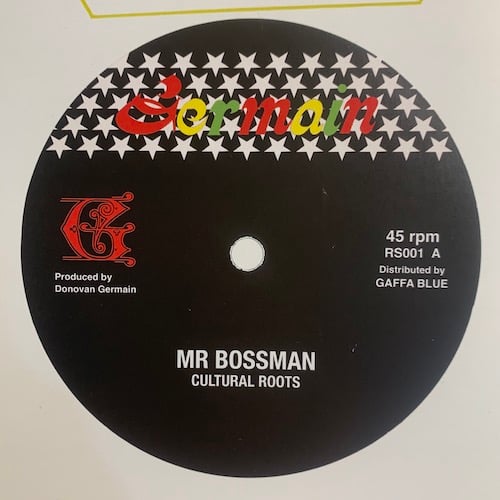 Germain
G
Produced by
Donovan Germain
45 rpm
RS001 A
Distributed by
GAFFA BLUE
MR BOSSMAN
CULTURAL ROOTS